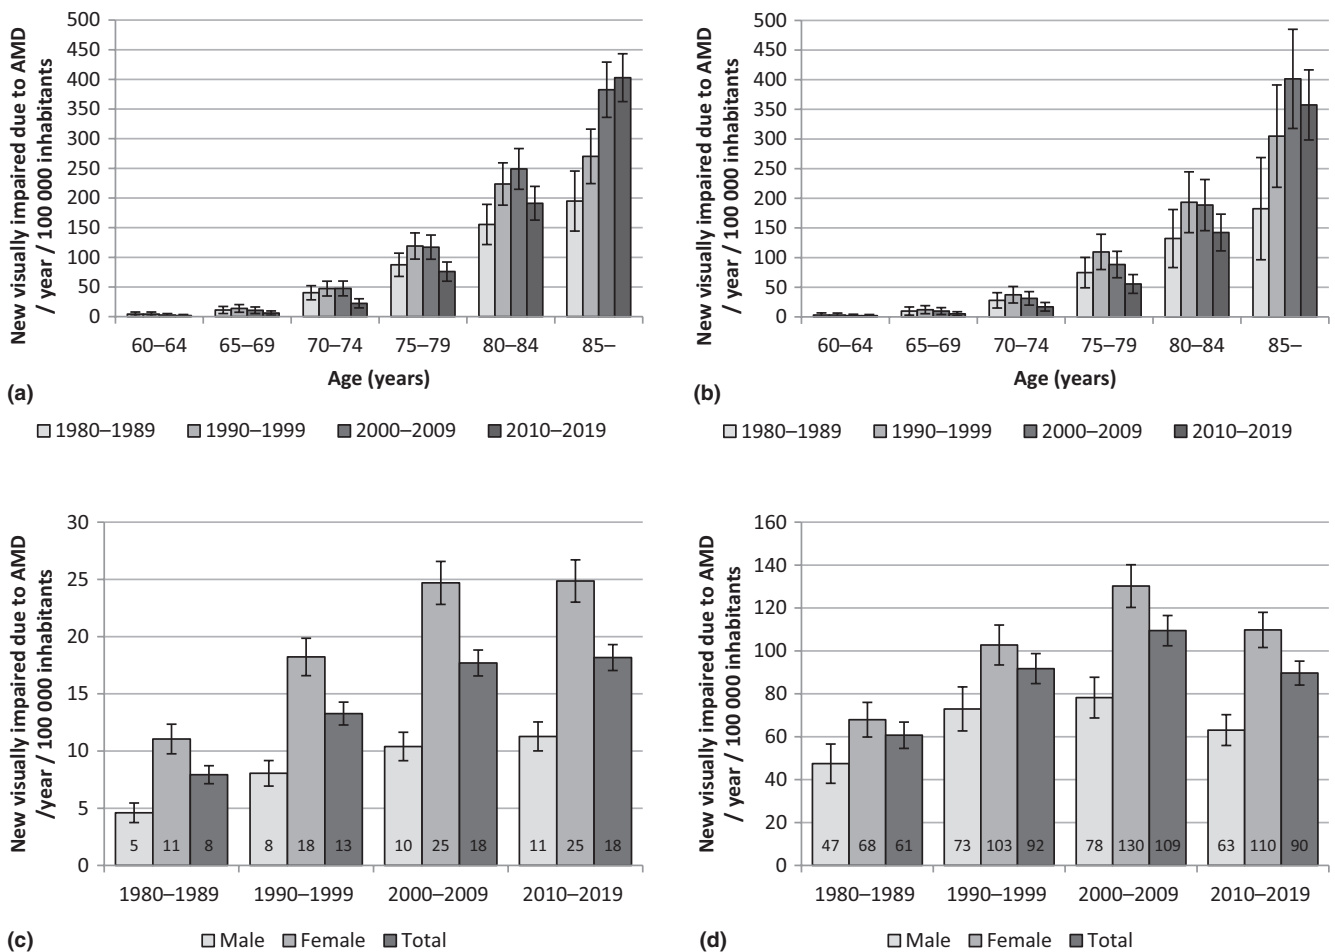 New visually impaired due to AMD
/ year / 100 000 inhabitants
500
450
400
350
300
250
200
150
100
50
0
60–64 65–69 70–74 75–79 80–84 85–
Age (years)
(a)
1980–1989 1990–1999 2000–2009 2010–2019
New visually impaired due to AMD
/ year / 100 000 inhabitants
500
450
400
350
300
250
200
150
100
50
0
60–64 65–69 70–74 75–79 80–84 85–
Age (years)
(b)
1980–1989 1990–1999 2000–2009 2010–2019
New visually impaired due to AMD
/year / 100 000 inhabitants
30
25
20
15
10
5
0
5 11 8 8 18 13 10 25 18 11 25 18
1980–1989 1990–1999 2000–2009 2010–2019
(c)
Male Female Total
New visually impaired due to AMD
/ year / 100 000 inhabitants
160
140
120
100
80
60
40
20
0
47 68 61 73 103 92 78 130 109 63 110 90
1980–1989 1990–1999 2000–2009 2010–2019
(d)
Male Female Total